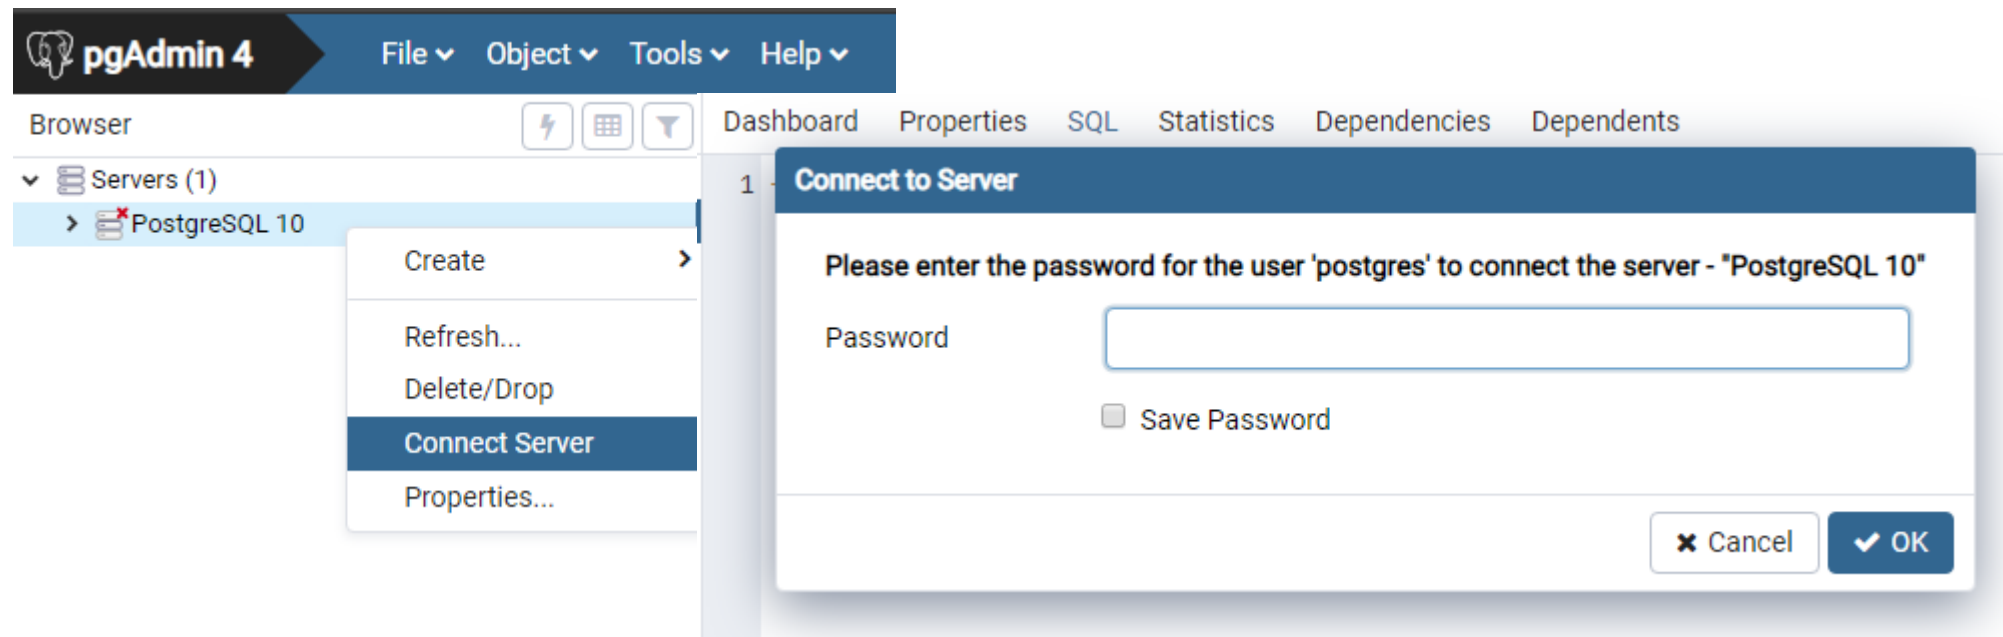 pgAdmin 4
File Object Tools Help
Browser
Dashboard Properties SQL Statistics Dependencies Dependents
Servers (1)
PostgreSQL 10
Create
Refresh...
Delete/Drop
Connect Server
Properties...
1
Connect to Server
Please enter the password for the user 'postgres' to connect the server - "PostgreSQL 10"
Password
Save Password
Cancel OK